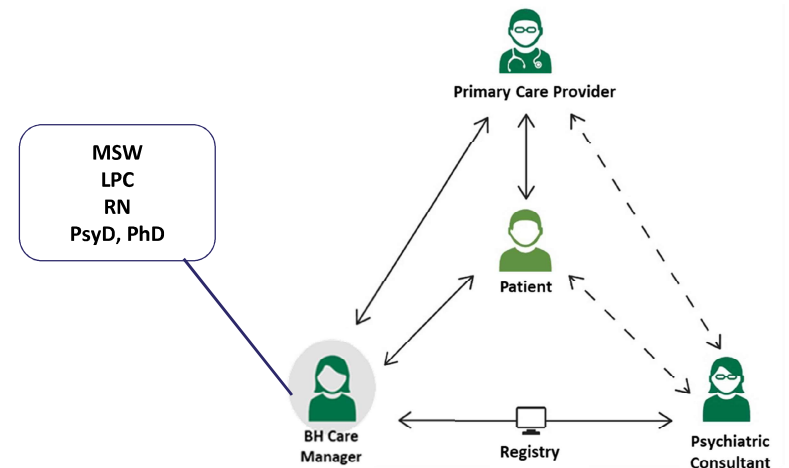 Primary Care Provider
MSW
LPC
RN
PsyD, PhD
Patient
BH Care
Manager
Registry
Psychiatric
Consultant